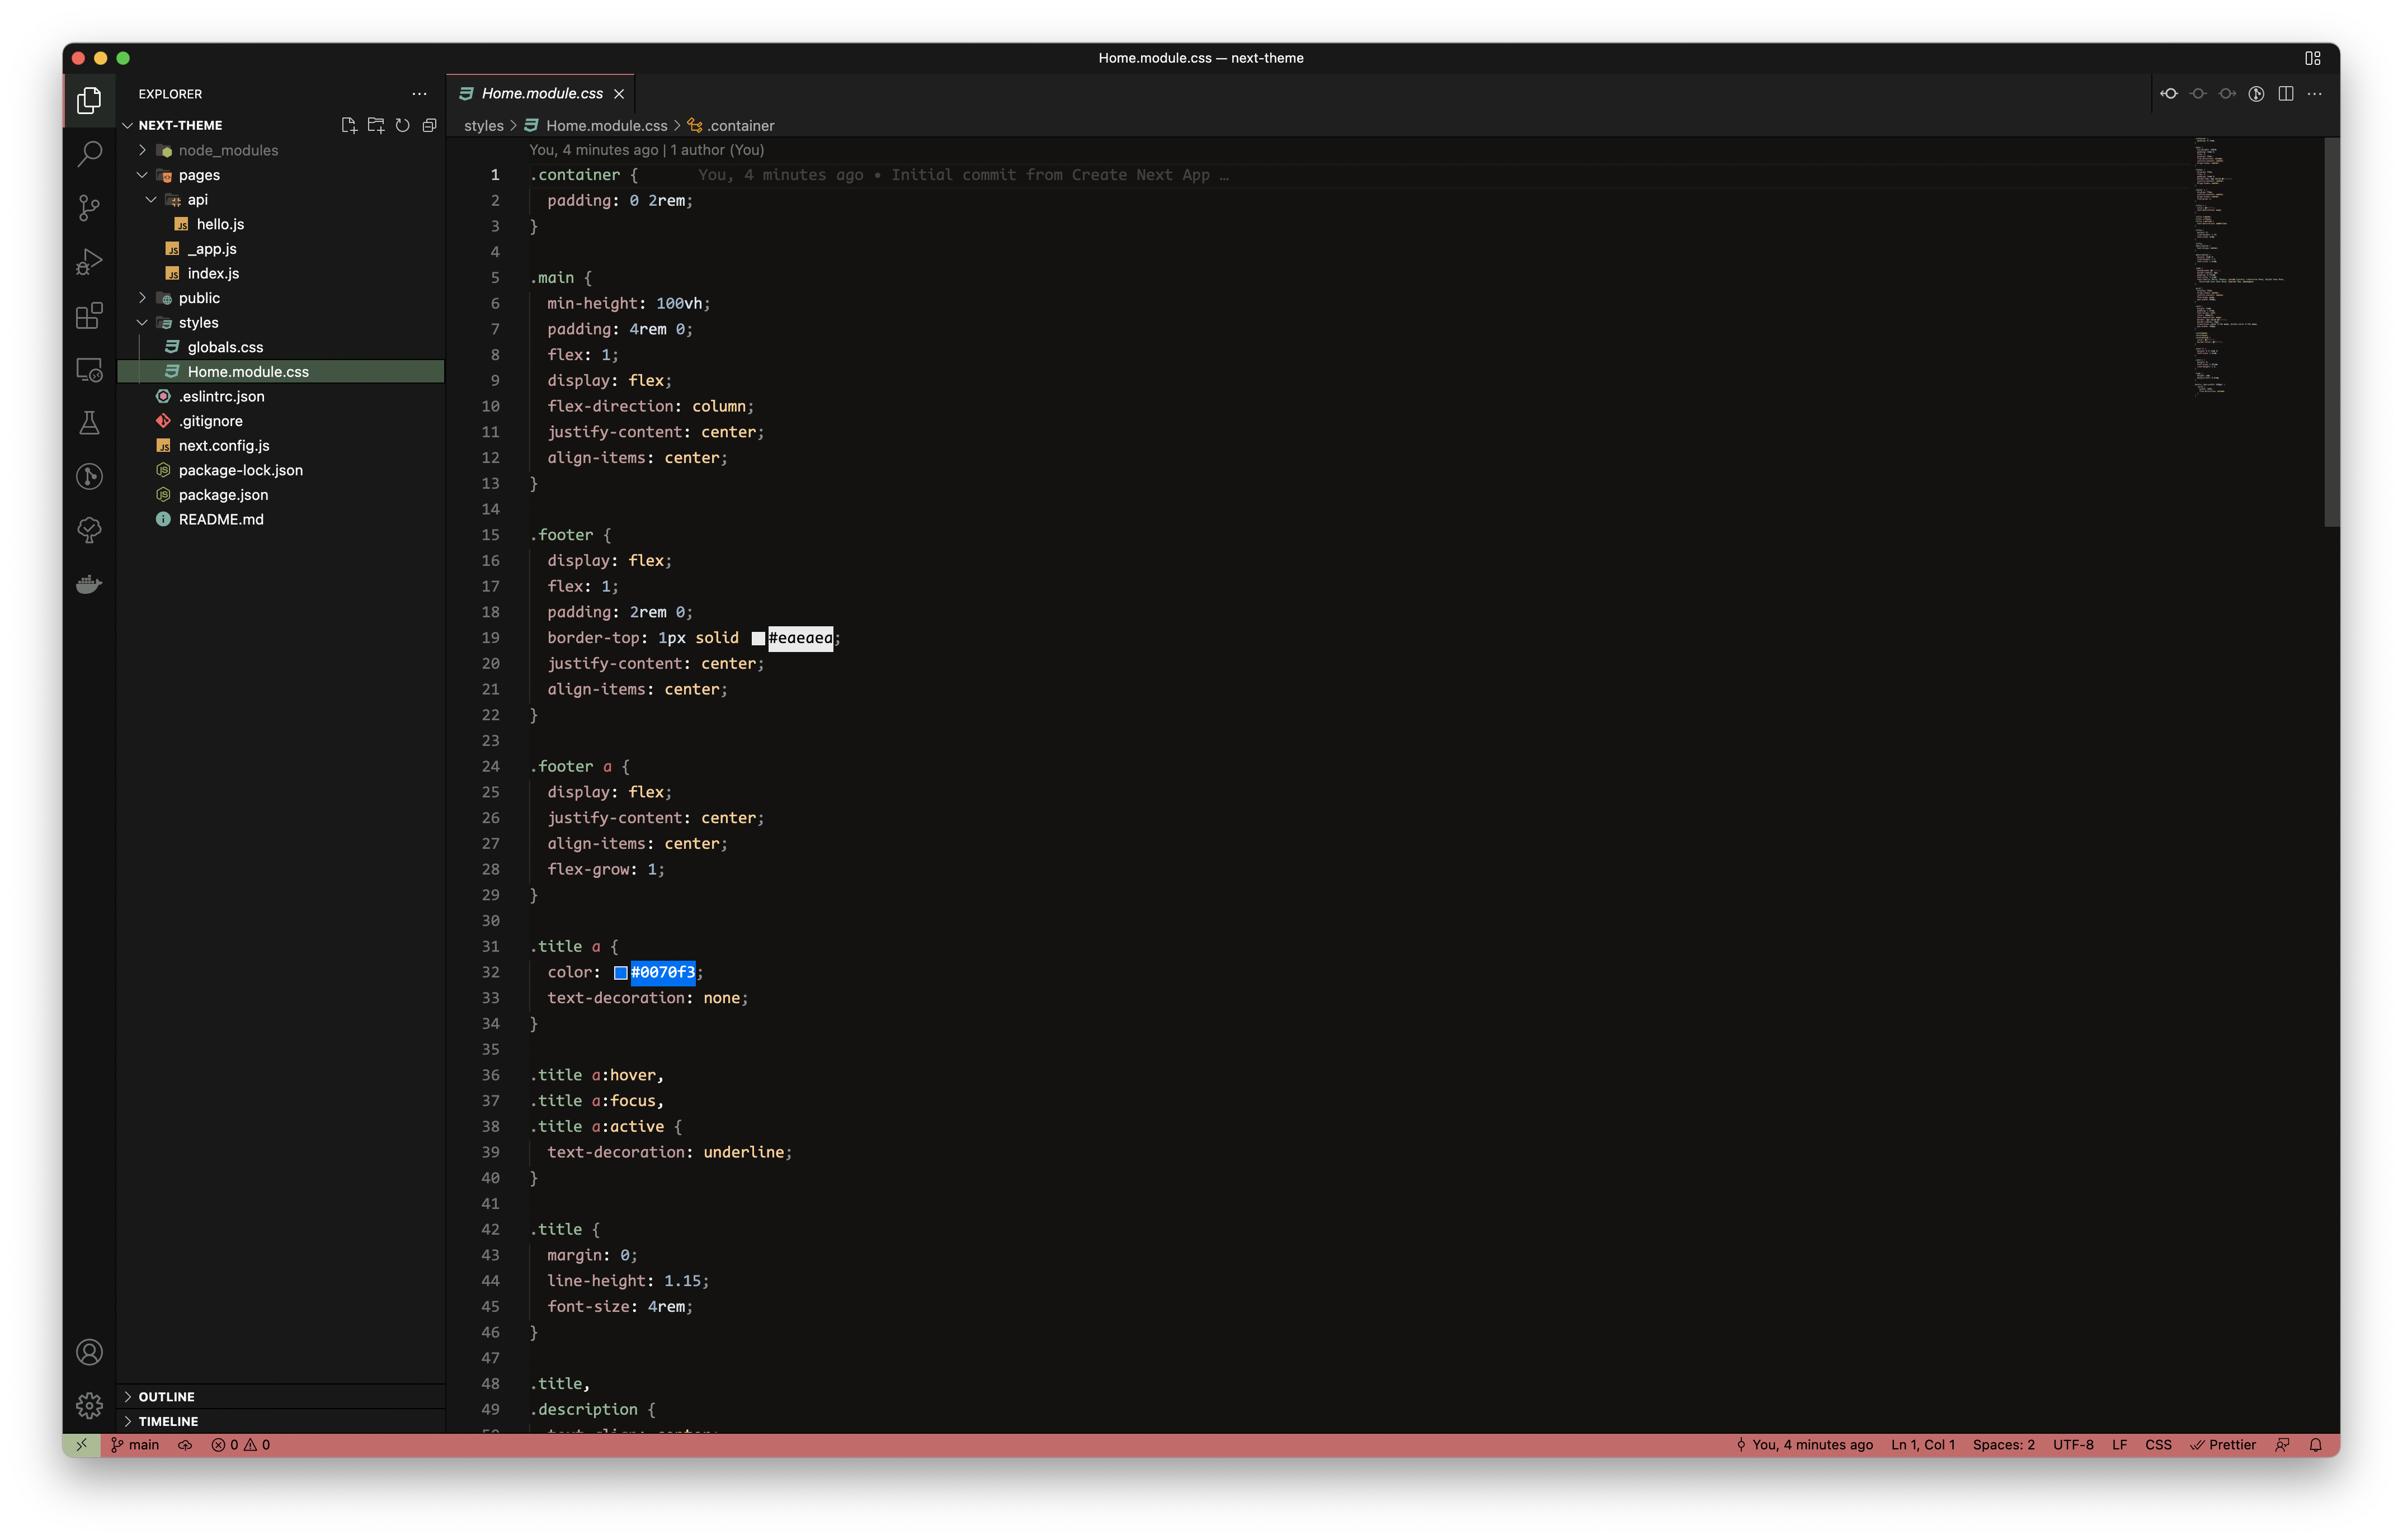 Home.module.css — next-theme
EXPLORER
NEXT-THEME
node_modules
pages
api
hello.js
_app.js
index.js
public
styles
globals.css
Home.module.css
.eslintrc.json
.gitignore
next.config.js
package-lock.json
package.json
README.md
OUTLINE
TIMELINE
Home.module.css
styles > Home.module.css > .container
You, 4 minutes ago | 1 author (You)
1 .container { You, 4 minutes ago • Initial commit from Create Next App …
2 padding: 0 2rem;
3 }
4
5 .main {
6 min-height: 100vh;
7 padding: 4rem 0;
8 flex: 1;
9 display: flex;
10 flex-direction: column;
11 justify-content: center;
12 align-items: center;
13 }
14
15 .footer {
16 display: flex;
17 flex: 1;
18 padding: 2rem 0;
19 border-top: 1px solid #eaeaea;
20 justify-content: center;
21 align-items: center;
22 }
23
24 .footer a {
25 display: flex;
26 justify-content: center;
27 align-items: center;
28 flex-grow: 1;
29 }
30
31 .title a {
32 color: #0070f3;
33 text-decoration: none;
34 }
35
36 .title a:hover,
37 .title a:focus,
38 .title a:active {
39 text-decoration: underline;
40 }
41
42 .title {
43 margin: 0;
44 line-height: 1.15;
45 font-size: 4rem;
46 }
47
48 .title,
49 .description {
main 0 0
You, 4 minutes ago Ln 1, Col 1 Spaces: 2 UTF-8 LF CSS Prettier